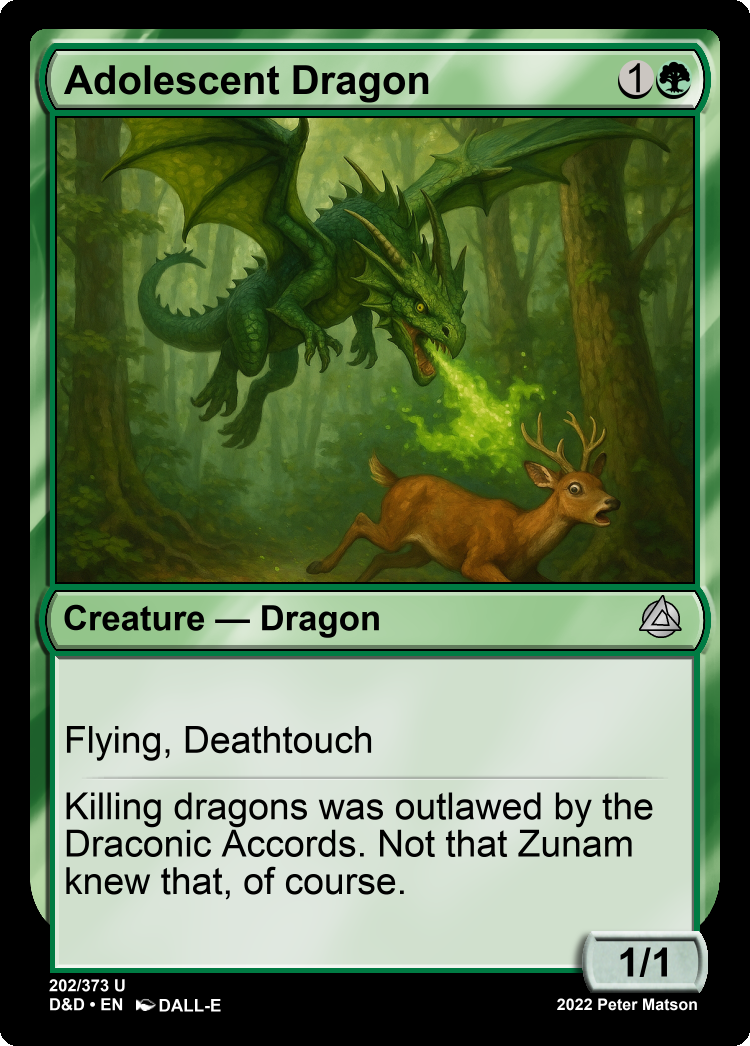 Adolescent Dragon
1
Creature — Dragon
Flying, Deathtouch
Killing dragons was outlawed by the
Draconic Accords. Not that Zunam
knew that, of course.
1/1
202/373 U
D&D • EN DALL-E
2022 Peter Matson